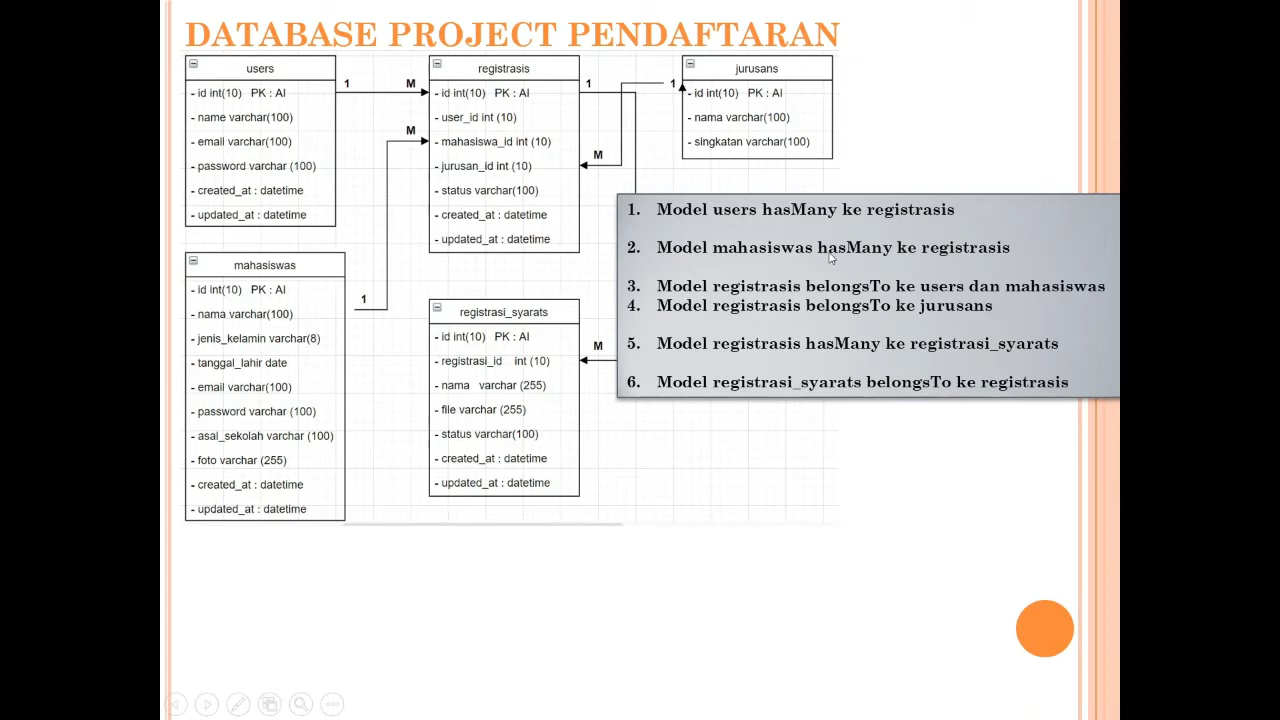 DATABASE PROJECT PENDAFTARAN
users
- id int(10) PK : AI
- name varchar(100)
- email varchar(100)
- password varchar (100)
- created_at : datetime
- updated_at : datetime
1
M
registrasis
- id int(10) PK : AI
- user_id int (10)
- mahasiswa_id int (10)
- jurusan_id int (10)
- status varchar(100)
- created_at : datetime
- updated_at : datetime
M
1
M
1
jurusans
- id int(10) PK : AI
- nama varchar(100)
- singkatan varchar(100)
mahasiswas
- id int(10) PK : AI
- nama varchar(100)
- jenis_kelamin varchar(8)
- tanggal_lahir date
- email varchar(100)
- password varchar (100)
- asal_sekolah varchar (100)
- foto varchar (255)
- created_at : datetime
- updated_at : datetime
1
registrasi_syarats
- id int(10) PK : AI
- registrasi_id int (10)
- nama varchar (255)
- file varchar (255)
- status varchar(100)
- created_at : datetime
- updated_at : datetime
M
1. Model users hasMany ke registrasis
2. Model mahasiswas hasMany ke registrasis
3. Model registrasis belongsTo ke users dan mahasiswas
4. Model registrasis belongsTo ke jurusans
5. Model registrasis hasMany ke registrasi_syarats
6. Model registrasi_syarats belongsTo ke registrasis